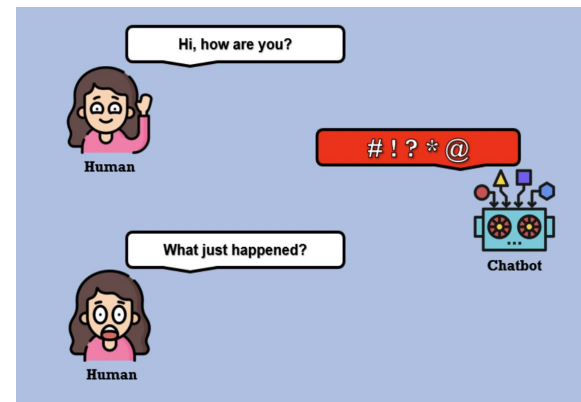 Hi, how are you?
Human
# ! ? * @
Chatbot
What just happened?
Human